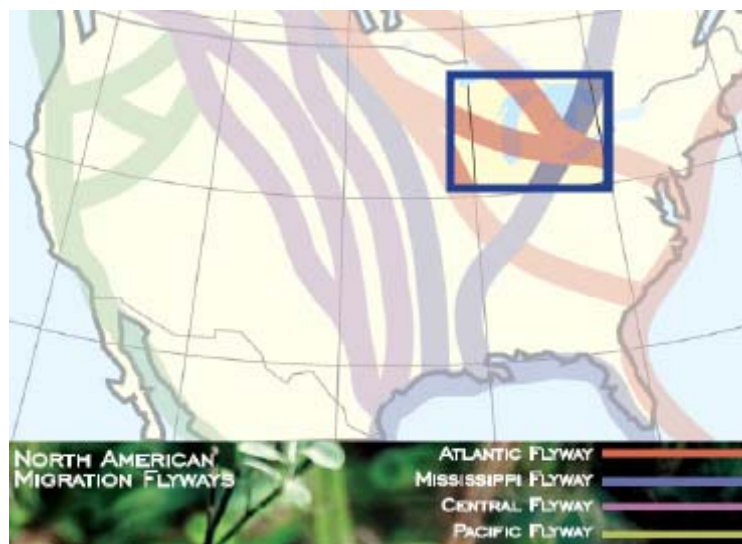 NORTH AMERICAN
MIGRATION FLYWAYS
ATLANTIC FLYWAY
MISSISSIPPI FLYWAY
CENTRAL FLYWAY
PACIFIC FLYWAY